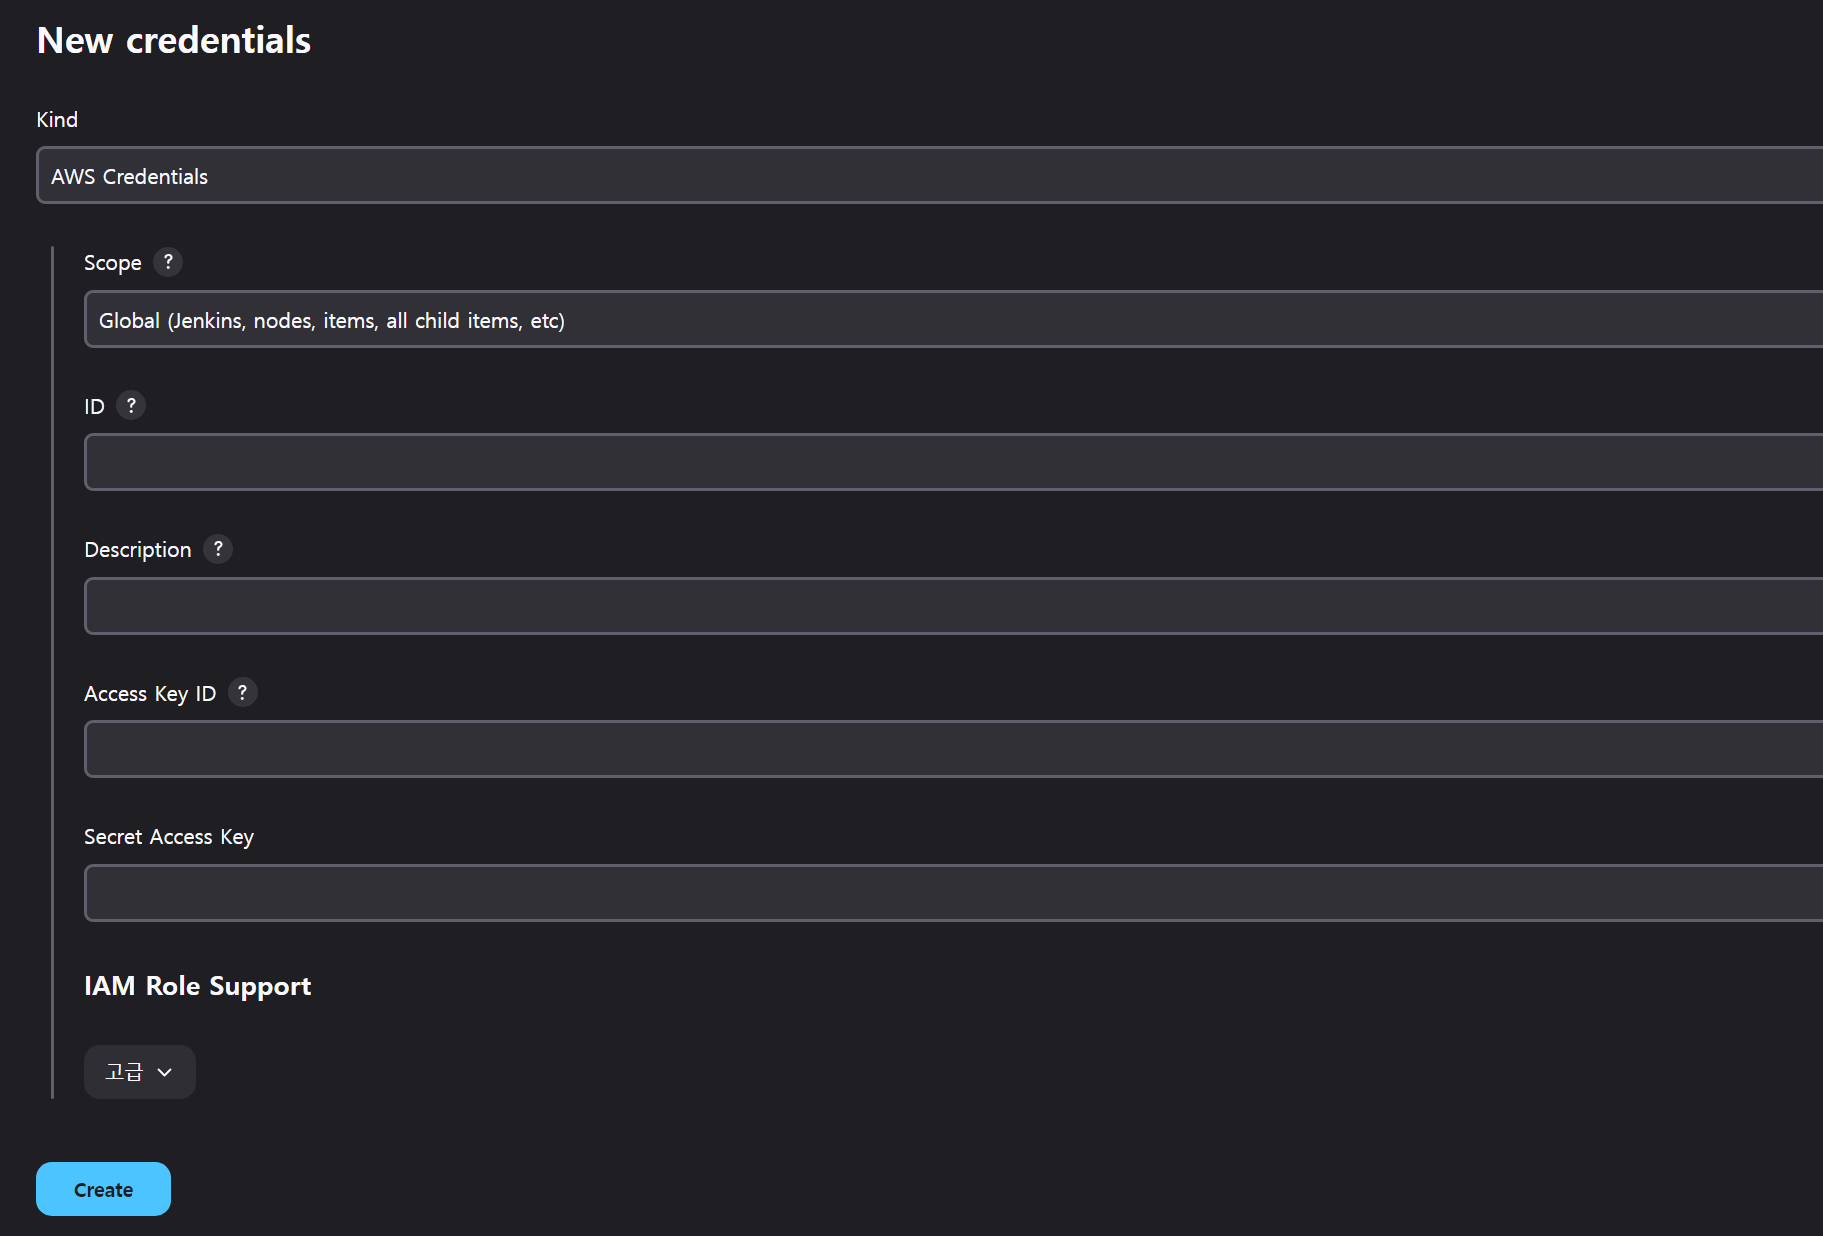 New credentials
Kind
AWS Credentials
Scope ?
Global (Jenkins, nodes, items, all child items, etc)
ID ?
Description ?
Access Key ID ?
Secret Access Key
IAM Role Support
고급
Create